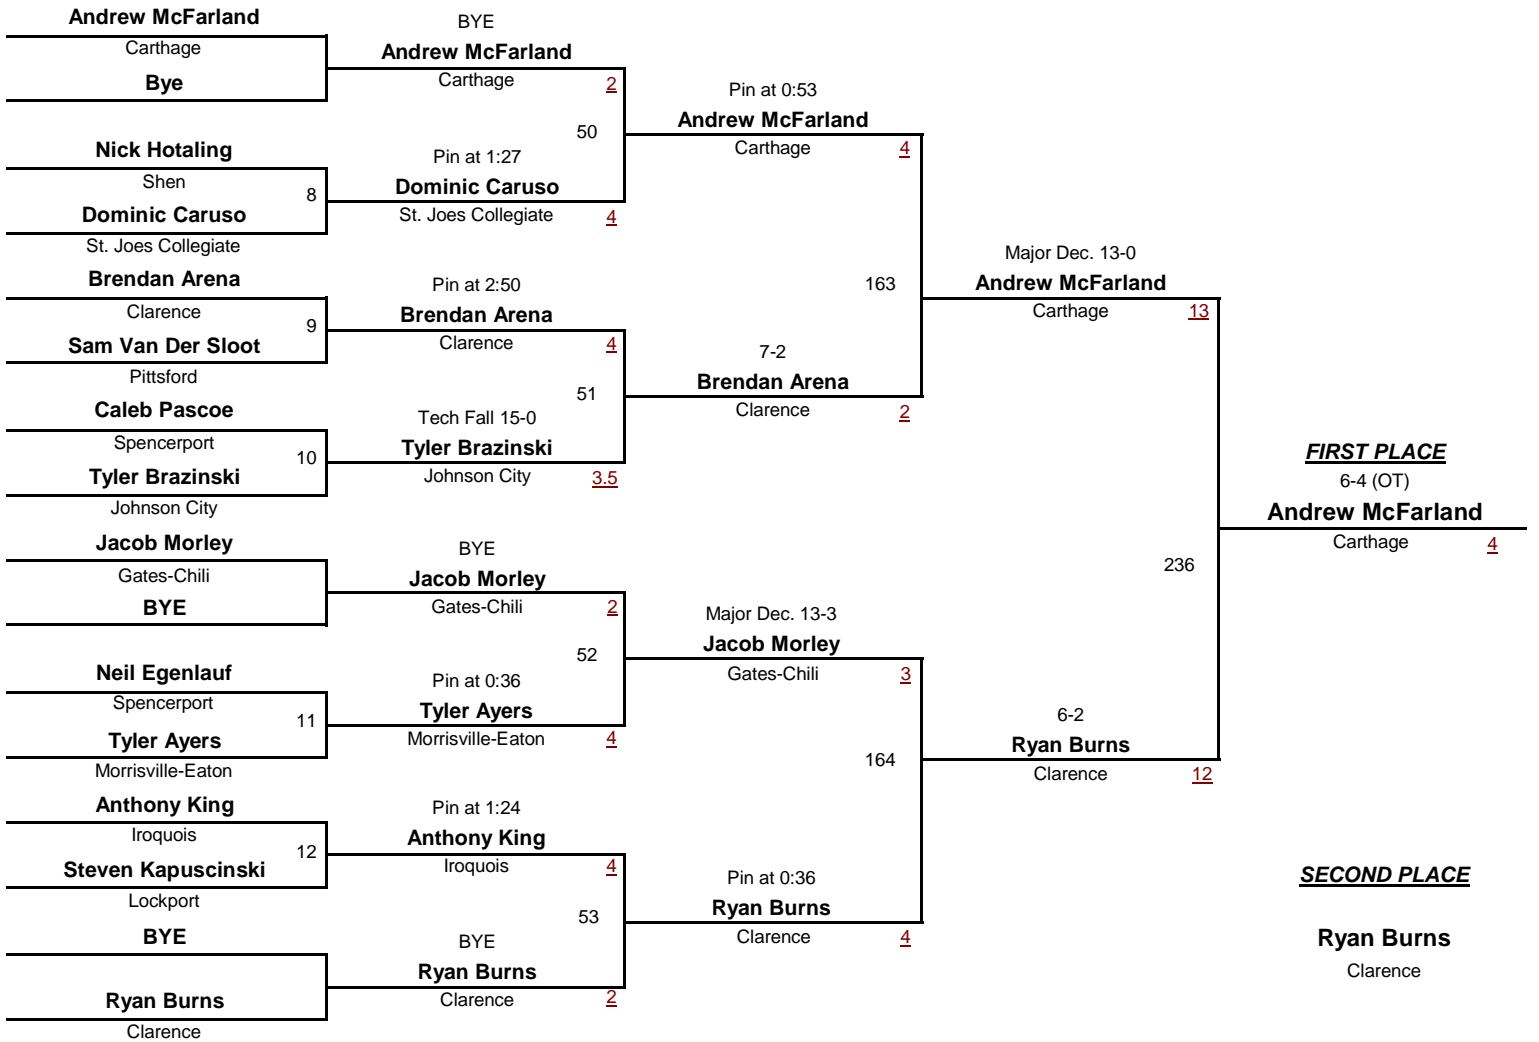 Andrew McFarland
Carthage
Bye
Nick Hotaling
Shen
8
Dominic Caruso
St. Joes Collegiate
Brendan Arena
Clarence
9
Sam Van Der Sloot
Pittsford
Caleb Pascoe
Spencerport
10
Tyler Brazinski
Johnson City
Jacob Morley
Gates-Chili
BYE
Neil Egenlauf
Spencerport
11
Tyler Ayers
Morrisville-Eaton
Anthony King
Iroquois
12
Steven Kapuscinski
Lockport
BYE
Ryan Burns
Clarence
BYE
Andrew McFarland
Carthage
2
50
Pin at 1:27
Dominic Caruso
St. Joes Collegiate
4
Pin at 2:50
Brendan Arena
Clarence
4
51
Tech Fall 15-0
Tyler Brazinski
Johnson City
3.5
BYE
Jacob Morley
Gates-Chili
2
52
Pin at 0:36
Tyler Ayers
Morrisville-Eaton
4
Pin at 1:24
Anthony King
Iroquois
4
53
BYE
Ryan Burns
Clarence
2
Pin at 0:53
Andrew McFarland
Carthage
4
163
7-2
Brendan Arena
Clarence
2
Major Dec. 13-3
Jacob Morley
Gates-Chili
3
164
Pin at 0:36
Ryan Burns
Clarence
4
Major Dec. 13-0
Andrew McFarland
Carthage
13
236
6-2
Ryan Burns
Clarence
12
FIRST PLACE
6-4 (OT)
Andrew McFarland
Carthage
4
SECOND PLACE
Ryan Burns
Clarence